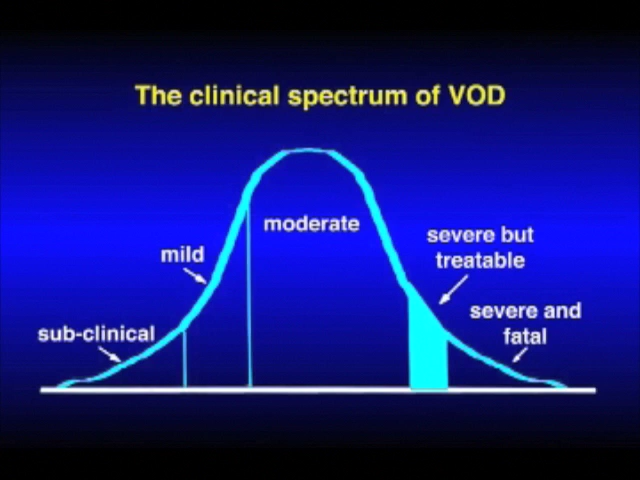 The clinical spectrum of VOD
moderate
severe but
treatable
mild
severe and
fatal
sub-clinical